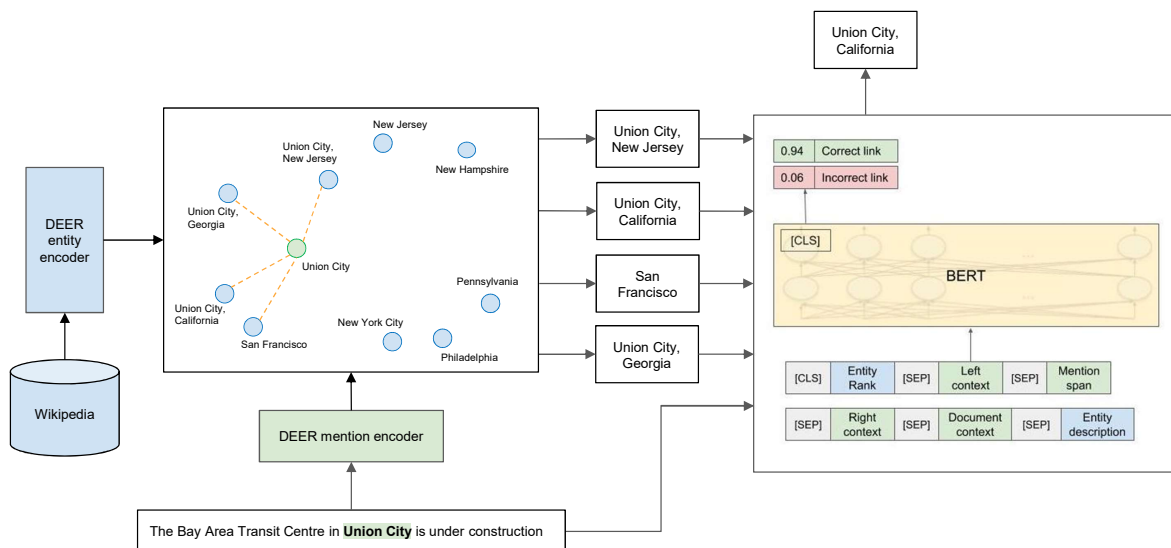 Union City,
California
New Jersey
Union City,
New Jersey
New Hampshire
Union City,
Georgia
Union City
Union City,
California
San Francisco
Pennsylvania
New York City
Philadelphia
DEER
entity
encoder
Wikipedia
DEER mention encoder
The Bay Area Transit Centre in Union City is under construction
Union City,
New Jersey
Union City,
California
San
Francisco
Union City,
Georgia
0.94 Correct link
0.06 Incorrect link
[CLS]
BERT
[CLS] Entity Rank [SEP] Left context [SEP] Mention span
[SEP] Right context [SEP] Document context [SEP] Entity description